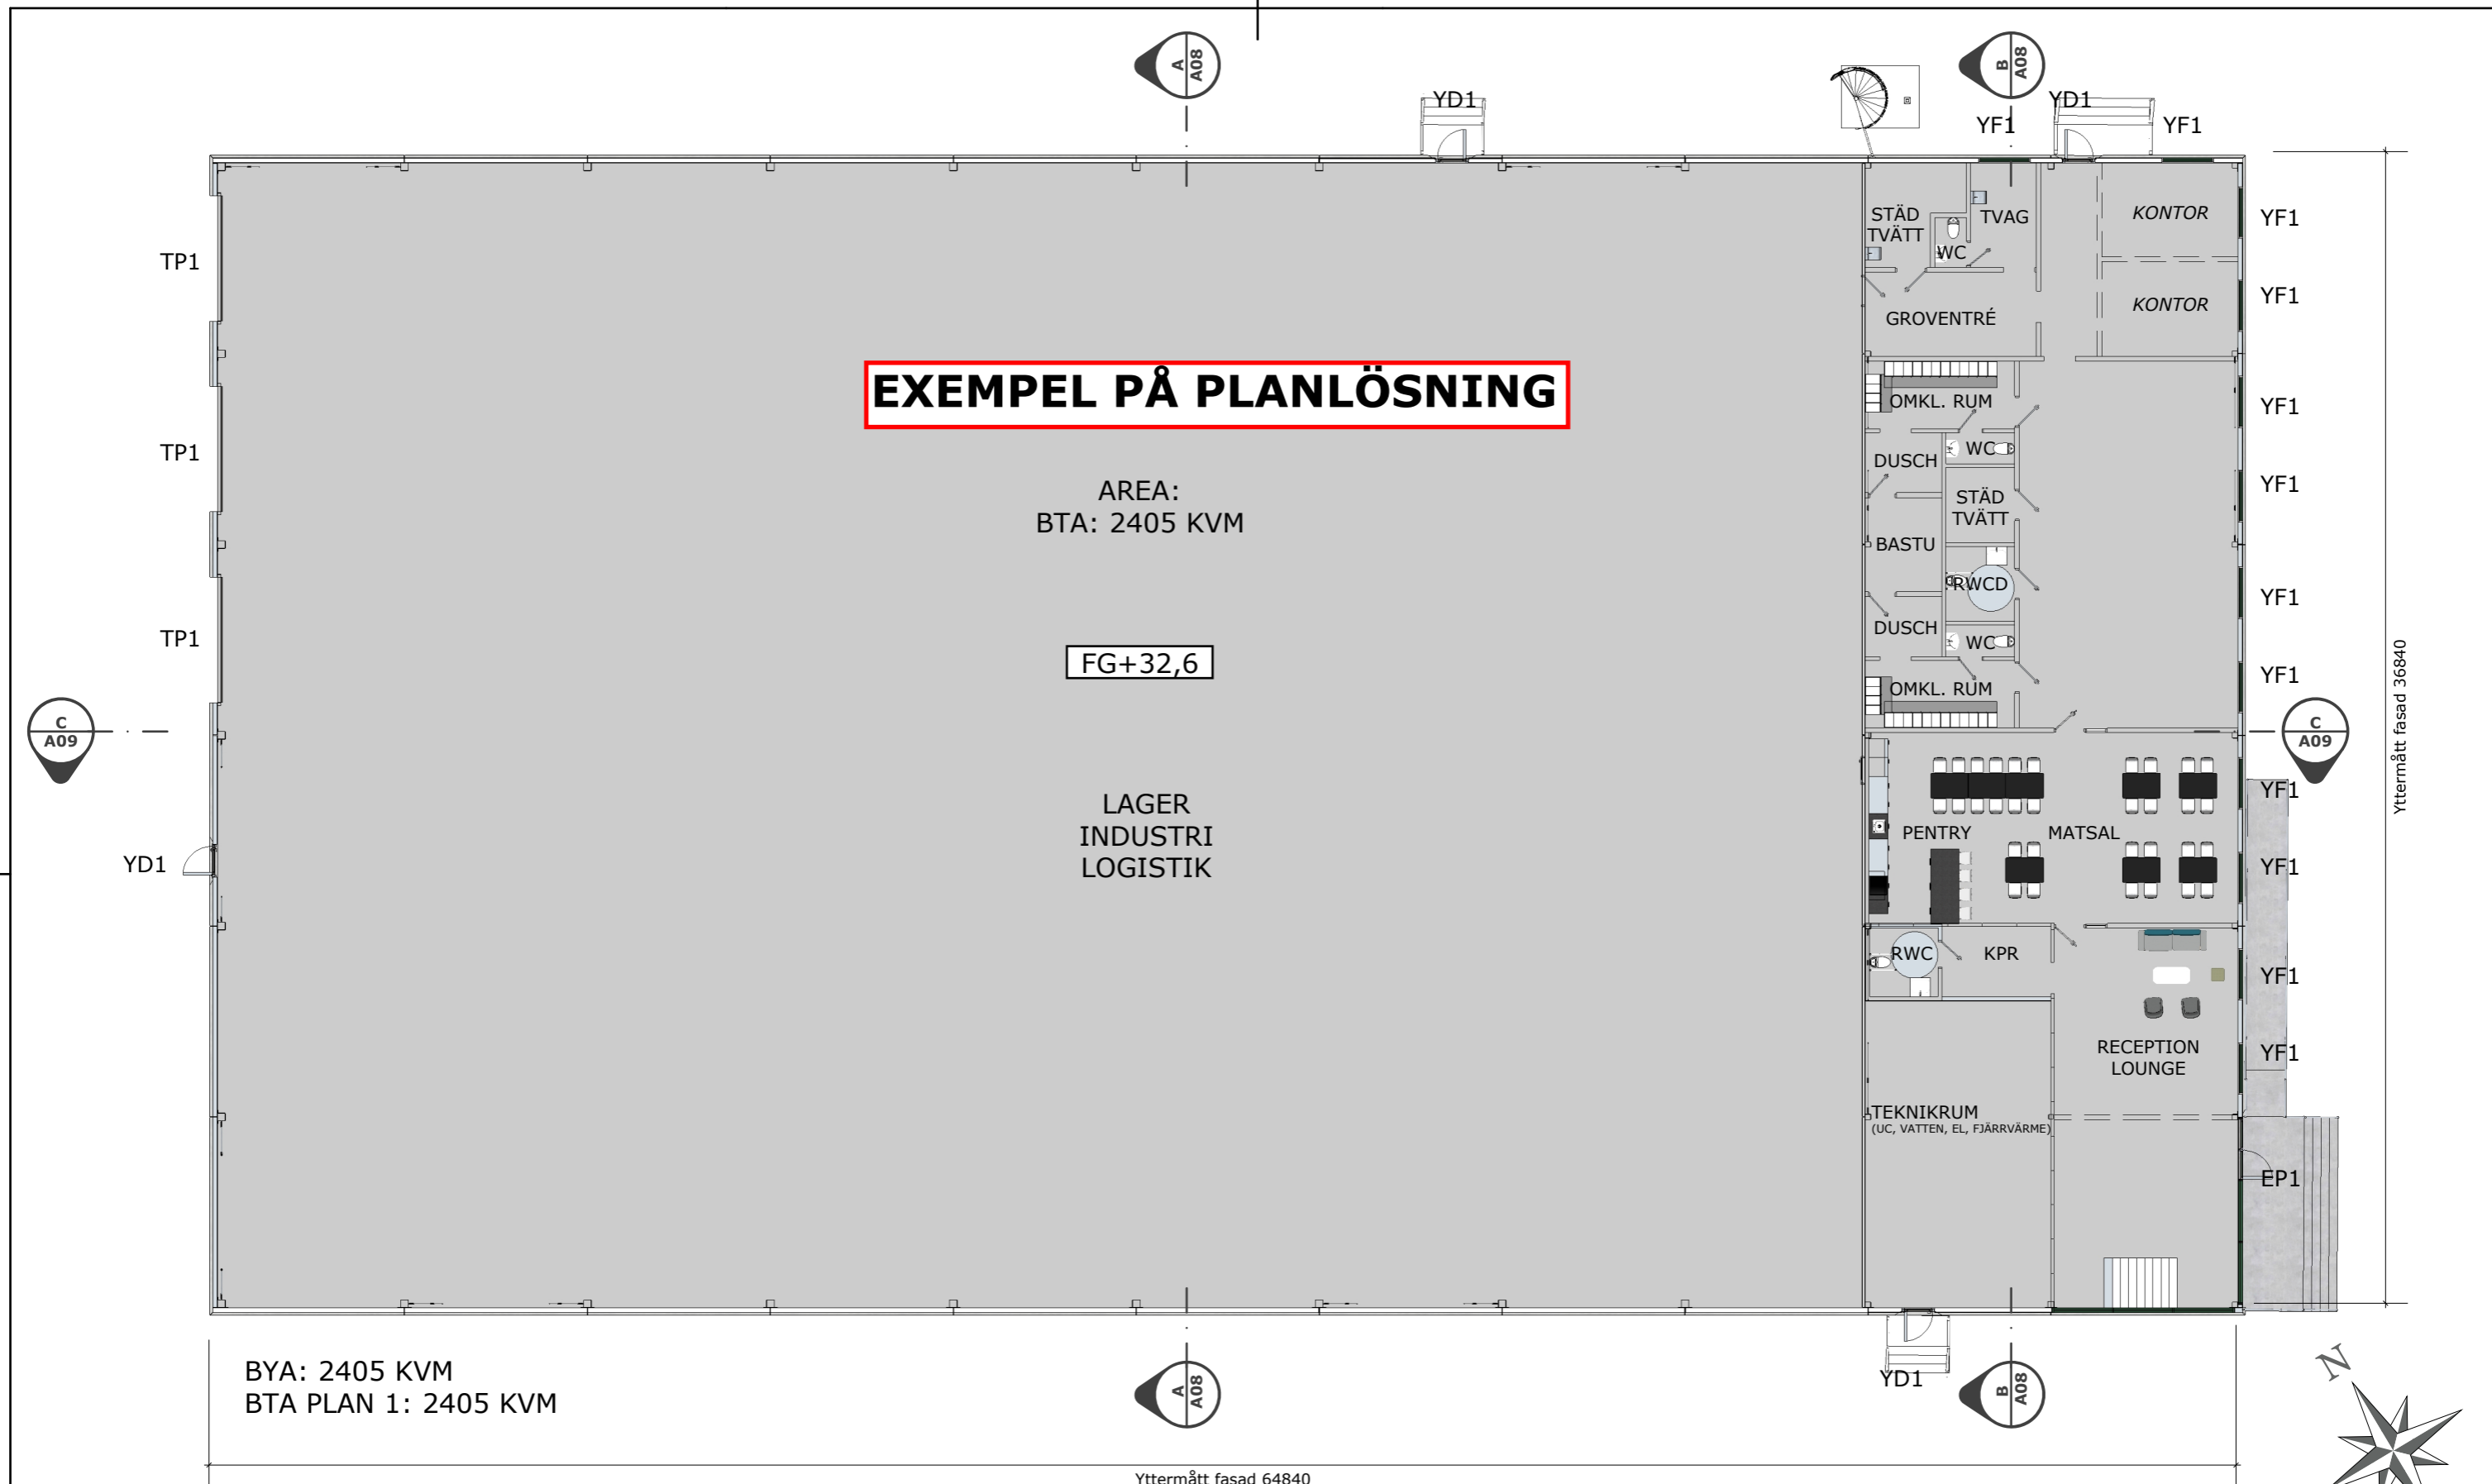 A
A08
B
A08
YD1
YD1
YF1
YF1
STÄD
TVÄTT
TVAG
WC
KONTOR
YF1
TP1
KONTOR
YF1
GROVENTRÉ
EXEMPEL PÅ PLANLÖSNING
OMKL. RUM
YF1
TP1
DUSCH
WC
AREA:
BTA: 2405 KVM
STÄD
TVÄTT
YF1
BASTU
RWCD
YF1
TP1
DUSCH
WC
FG+32,6
OMKL. RUM
YF1
Yttermått fasad 36840
C
A09
C
A09
YF1
LAGER
INDUSTRI
LOGISTIK
PENTRY
MATSAL
YD1
YF1
RWC
KPR
YF1
RECEPTION
LOUNGE
YF1
TEKNIKRUM
(UC, VATTEN, EL, FJÄRRVÄRME)
EP1
BYA: 2405 KVM
BTA PLAN 1: 2405 KVM
A
A08
YD1
B
A08
N
Yttermått fasad 64840